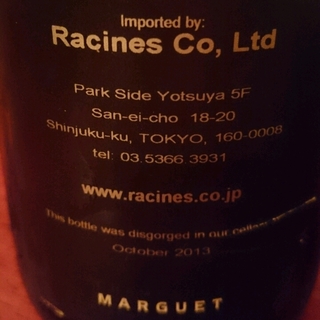 Imported by:
Racines Co, Ltd
Park Side Yotsuya 5F
San-ei-cho 18-20
Shinjuku-ku, TOKYO, 160-0008
tel: 03.5366.3931
www.racines.co.jp
This bottle was disgorged in our cellars
October 2013
MARGUET